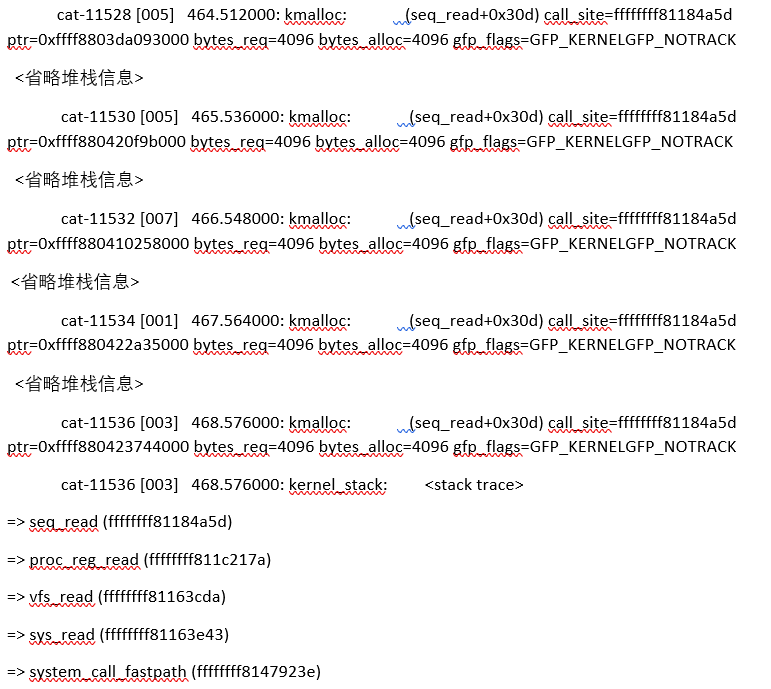 cat-11528 [005] 464.512000: kmalloc: (seq_read+0x30d) call_site=ffffffff81184a5d
ptr=0xffff8803da093000 bytes_req=4096 bytes_alloc=4096 gfp_flags=GFP_KERNELGFP_NOTRACK
<省略堆栈信息>
cat-11530 [005] 465.536000: kmalloc: (seq_read+0x30d) call_site=ffffffff81184a5d
ptr=0xffff880420f9b000 bytes_req=4096 bytes_alloc=4096 gfp_flags=GFP_KERNELGFP_NOTRACK
<省略堆栈信息>
cat-11532 [007] 466.548000: kmalloc: (seq_read+0x30d) call_site=ffffffff81184a5d
ptr=0xffff880410258000 bytes_req=4096 bytes_alloc=4096 gfp_flags=GFP_KERNELGFP_NOTRACK
<省略堆栈信息>
cat-11534 [001] 467.564000: kmalloc: (seq_read+0x30d) call_site=ffffffff81184a5d
ptr=0xffff880422a35000 bytes_req=4096 bytes_alloc=4096 gfp_flags=GFP_KERNELGFP_NOTRACK
<省略堆栈信息>
cat-11536 [003] 468.576000: kmalloc: (seq_read+0x30d) call_site=ffffffff81184a5d
ptr=0xffff880423744000 bytes_req=4096 bytes_alloc=4096 gfp_flags=GFP_KERNELGFP_NOTRACK
cat-11536 [003] 468.576000: kernel_stack: <stack trace>
=> seq_read (ffffffff81184a5d)
=> proc_reg_read (ffffffff811c217a)
=> vfs_read (ffffffff81163cda)
=> sys_read (ffffffff81163e43)
=> system_call_fastpath (ffffffff8147923e)